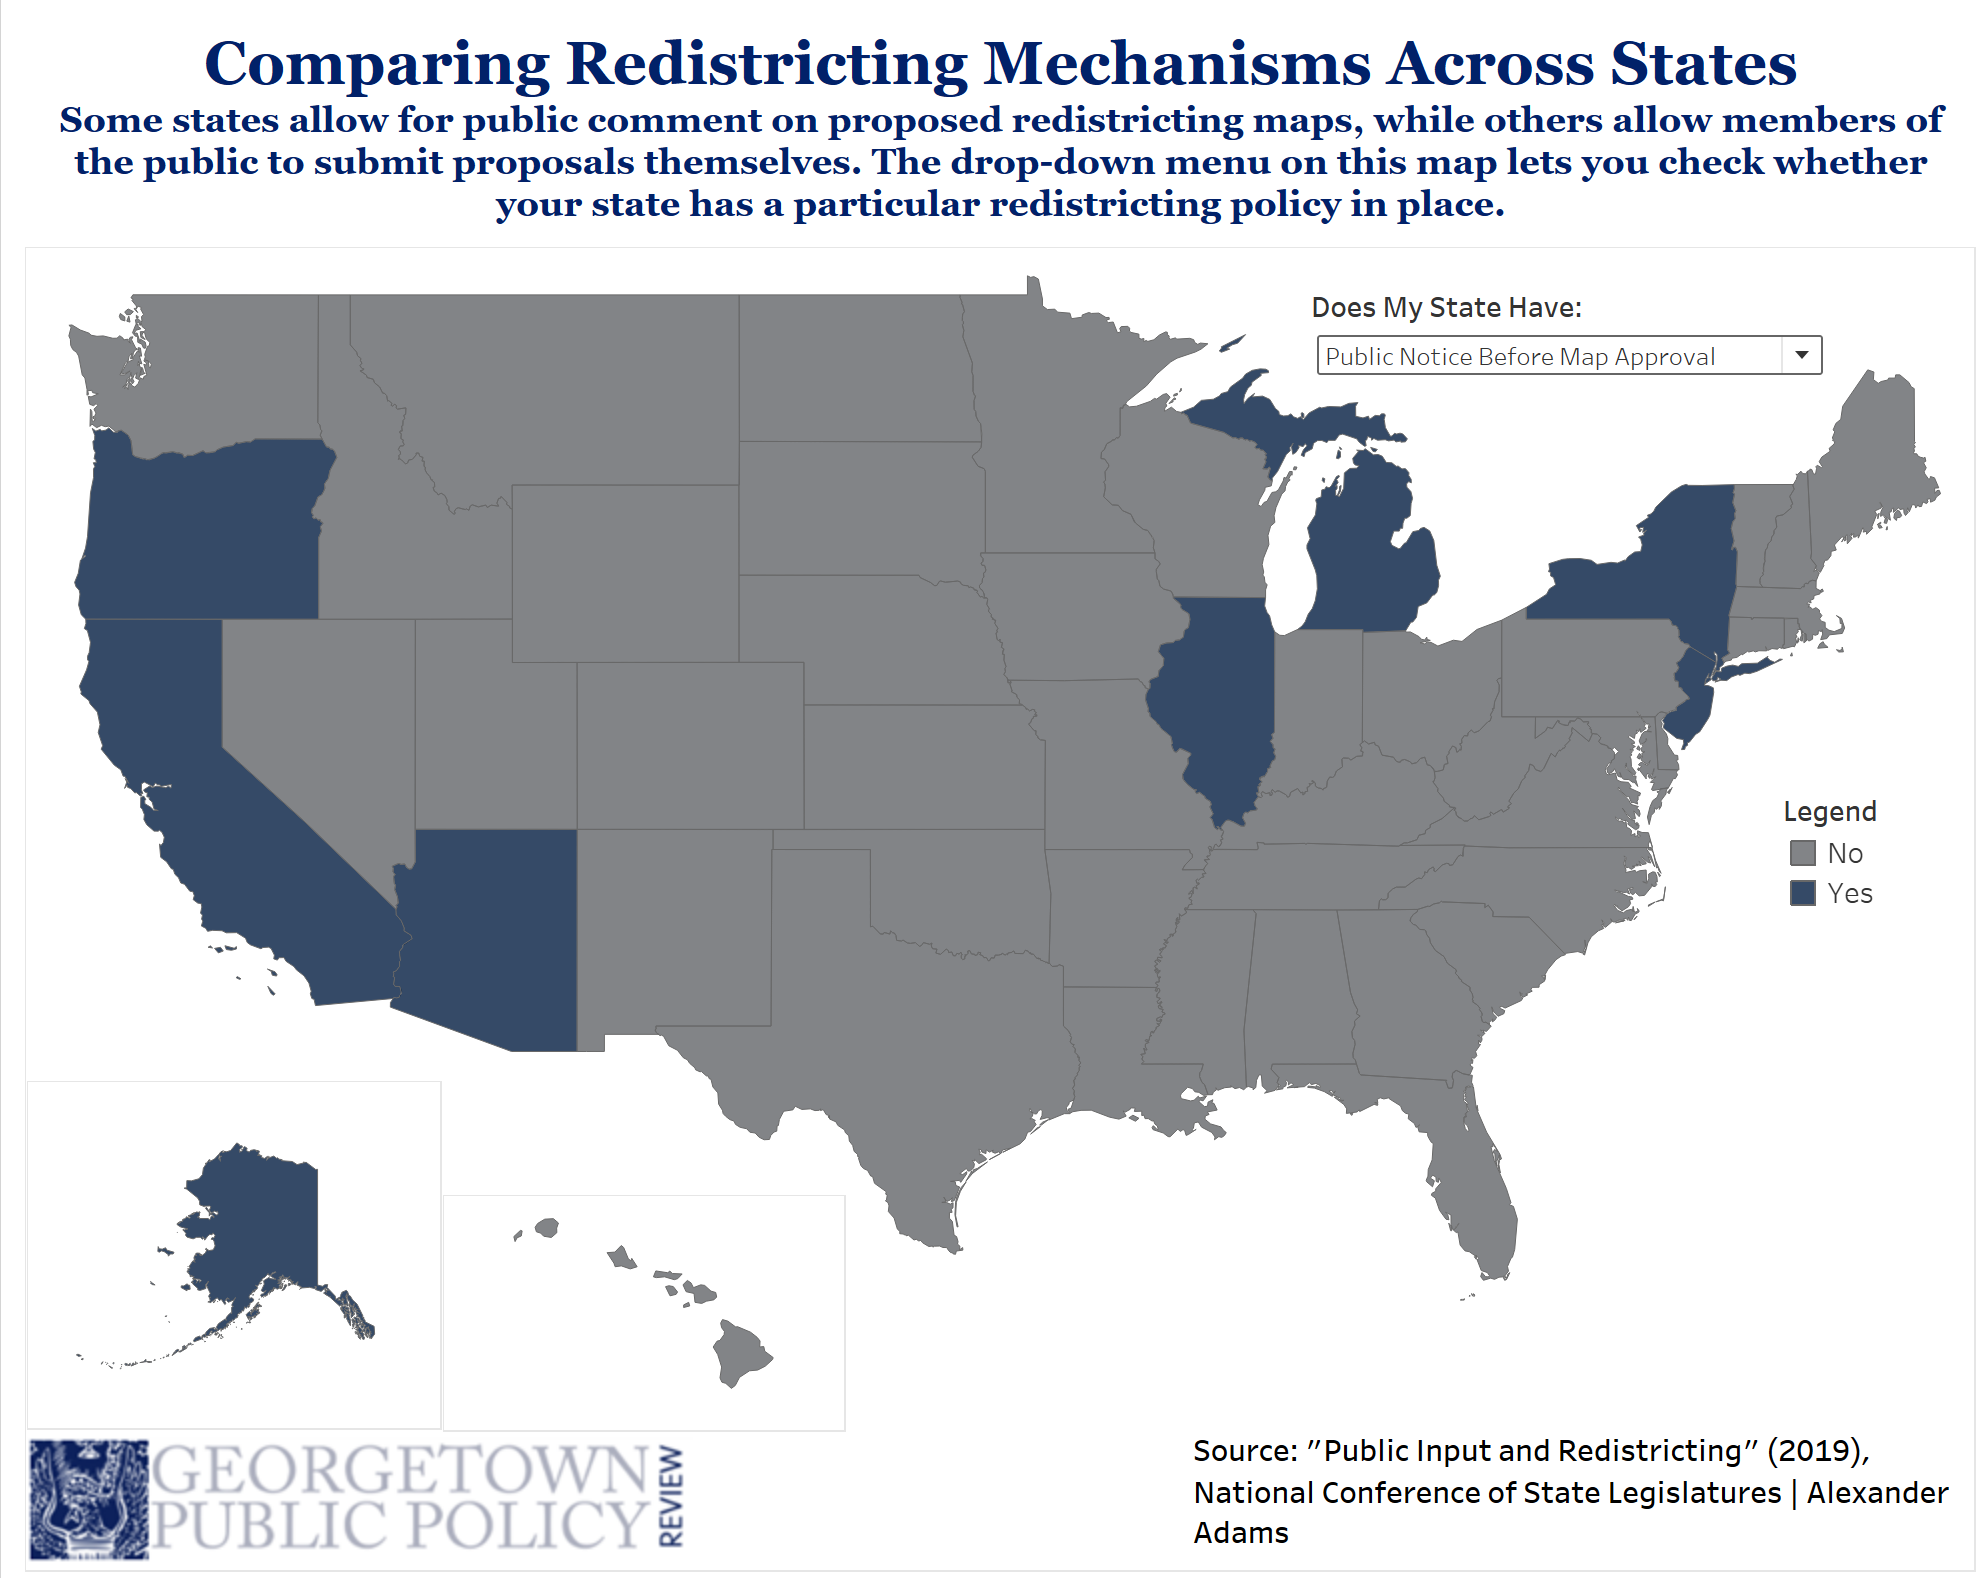 Comparing Redistricting Mechanisms Across States
Some states allow for public comment on proposed redistricting maps, while others allow members of
the public to submit proposals themselves. The drop-down menu on this map lets you check whether
your state has a particular redistricting policy in place.
Does My State Have:
Public Notice Before Map Approval
Legend
No
Yes
GEORGETOWN
PUBLIC POLICY
REVIEW
Source: "Public Input and Redistricting" (2019),
National Conference of State Legislatures | Alexander
Adams